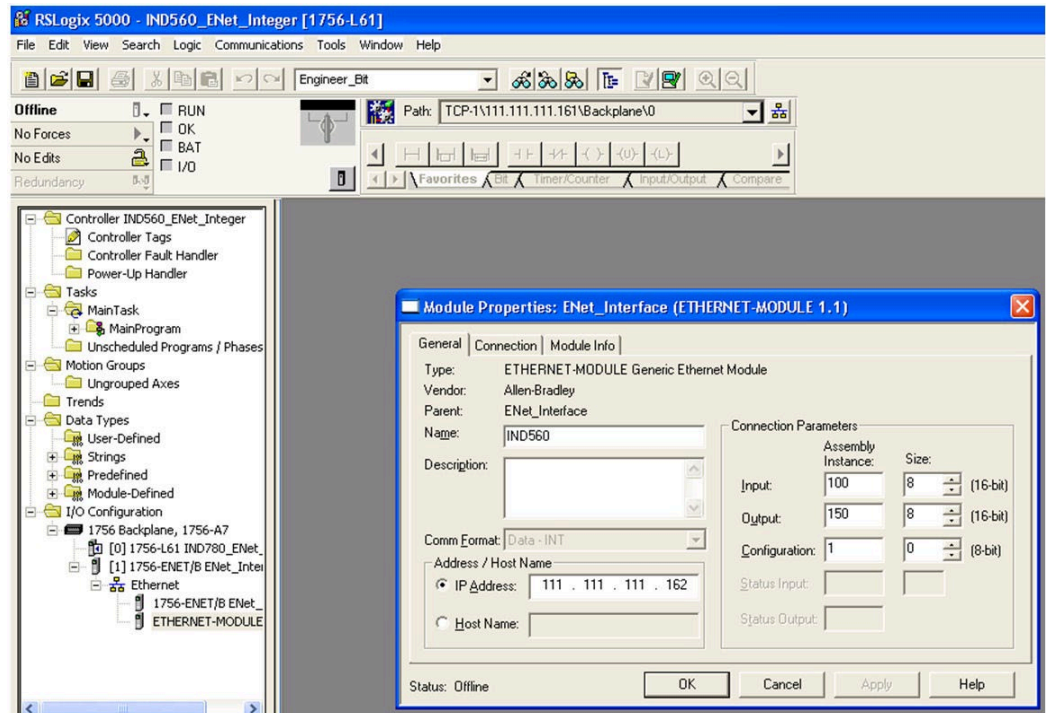 RSLogix 5000 - IND560_ENet_Integer [1756-L61]
File Edit View Search Logic Communications Tools Window Help
Engineer_Bit
Offline
RUN
No Forces
OK
No Edits
BAT
Redundancy
I/O
Path: TCP-1\111.111.111.161\Backplane\0
Favorites Bit Timer/Counter Input/Output Compare
Controller IND560_ENet_Integer
Controller Tags
Controller Fault Handler
Power-Up Handler
Tasks
MainTask
MainProgram
Unscheduled Programs / Phases
Motion Groups
Ungrouped Axes
Trends
Data Types
User-Defined
Strings
Predefined
Module-Defined
I/O Configuration
1756 Backplane, 1756-A7
[0] 1756-L61 IND780_ENet_
[1] 1756-ENET/B ENet_Inter
Ethernet
1756-ENET/B ENet_
ETHERNET-MODULE
Module Properties: ENet_Interface (ETHERNET-MODULE 1.1)
General Connection Module Info
Type: ETHERNET-MODULE Generic Ethernet Module
Vendor: Allen-Bradley
Parent: ENet_Interface
Name: IND560
Description:
Comm Format: Data - INT
Address / Host Name
IP Address: 111 . 111 . 111 . 162
Host Name:
Connection Parameters
Assembly
Instance: Size:
Input: 100 8 (16-bit)
Output: 150 8 (16-bit)
Configuration: 1 0 (8-bit)
Status Input:
Status Output:
Status: Offline
OK Cancel Apply Help